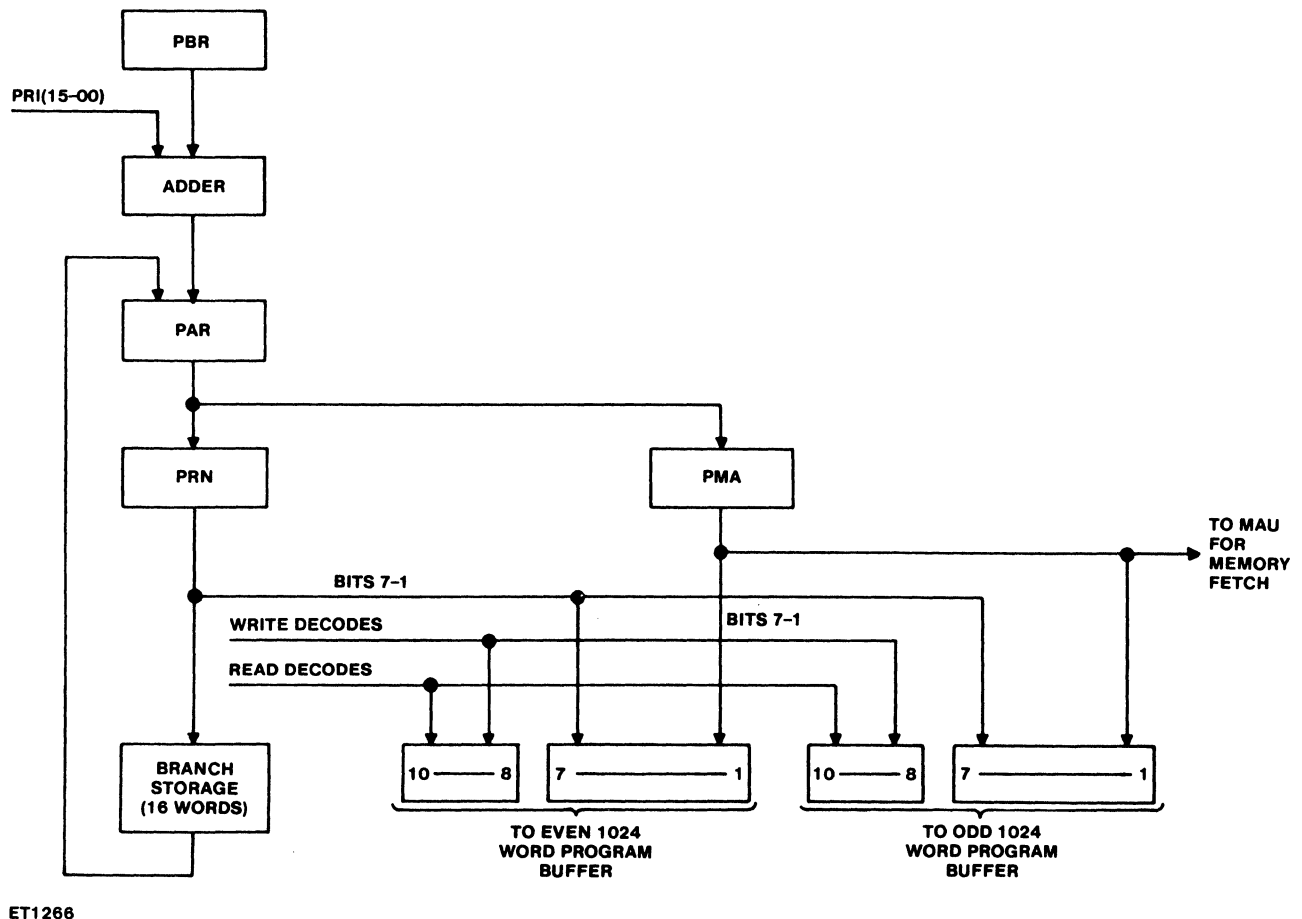 PBR
PRI(15-00)
ADDER
PAR
PRN
PMA
TO MAU
FOR
MEMORY
FETCH
BITS 7-1
BITS 7-1
WRITE DECODES
READ DECODES
BRANCH
STORAGE
(16 WORDS)
10 8
7 1
10 8
7 1
TO EVEN 1024
WORD PROGRAM
BUFFER
TO ODD 1024
WORD PROGRAM
BUFFER
ET1266